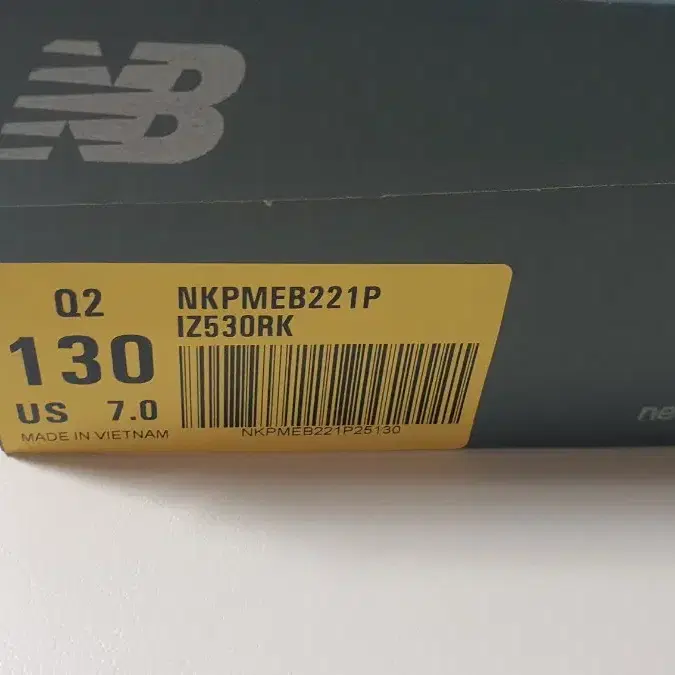 NB
Q2
130
US 7.0
MADE IN VIETNAM
NKPMEB221P
IZ530RK
NKPMEB221P25130
ne